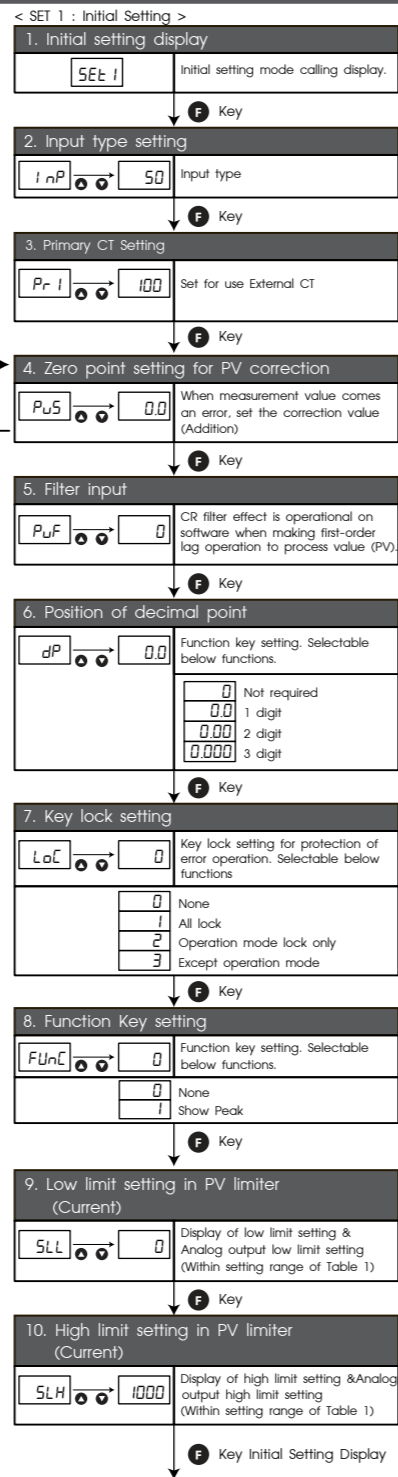 < SET 1 : Initial Setting >
1. Initial setting display
SEt 1
Initial setting mode calling display.
F Key
2. Input type setting
InP
50
Input type
F Key
3. Primary CT Setting
Pr1
100
Set for use External CT
F Key
4. Zero point setting for PV correction
PuS
0.0
When measurement value comes
an error, set the correction value
(Addition)
F Key
5. Filter input
PuF
0
CR filter effect is operational on
software when making first-order
lag operation to process value (PV).
F Key
6. Position of decimal point
dP
0.0
Function key setting. Selectable
below functions.
0 Not required
0.0 1 digit
0.00 2 digit
0.000 3 digit
F Key
7. Key lock setting
LoC
0
Key lock setting for protection of
error operation. Selectable below
functions
0 None
1 All lock
2 Operation mode lock only
3 Except operation mode
F Key
8. Function Key setting
FUnC
0
Function key setting. Selectable
below functions.
0 None
1 Show Peak
F Key
9. Low limit setting in PV limiter
(Current)
SLL
0
Display of low limit setting &
Analog output low limit setting
(Within setting range of Table 1)
F Key
10. High limit setting in PV limiter
(Current)
SLH
1000
Display of high limit setting &Analog
output high limit setting
(Within setting range of Table 1)
F Key Initial Setting Display